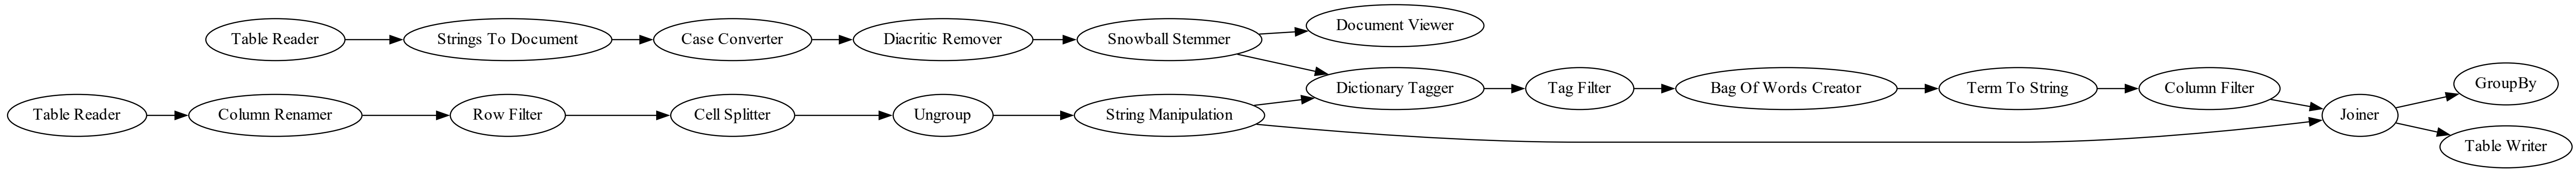 Table Reader
Strings To Document
Case Converter
Diacritic Remover
Snowball Stemmer
Document Viewer
Table Reader
Column Renamer
Row Filter
Cell Splitter
Ungroup
String Manipulation
Dictionary Tagger
Tag Filter
Bag Of Words Creator
Term To String
Column Filter
Joiner
GroupBy
Table Writer